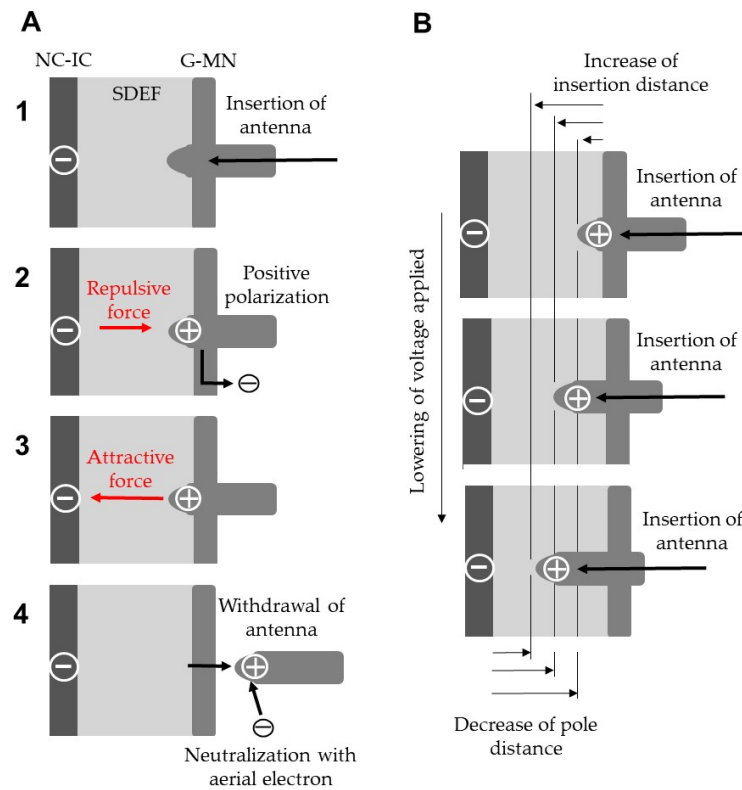 A
NC-IC
G-MN
SDEF
1
Insertion of
antenna
2
Repulsive
force
Positive
polarization
3
Attractive
force
4
Withdrawal of
antenna
Neutralization with
aerial electron
B
Increase of
insertion distance
Lowering of voltage applied
Insertion of
antenna
Insertion of
antenna
Insertion of
antenna
Decrease of pole
distance